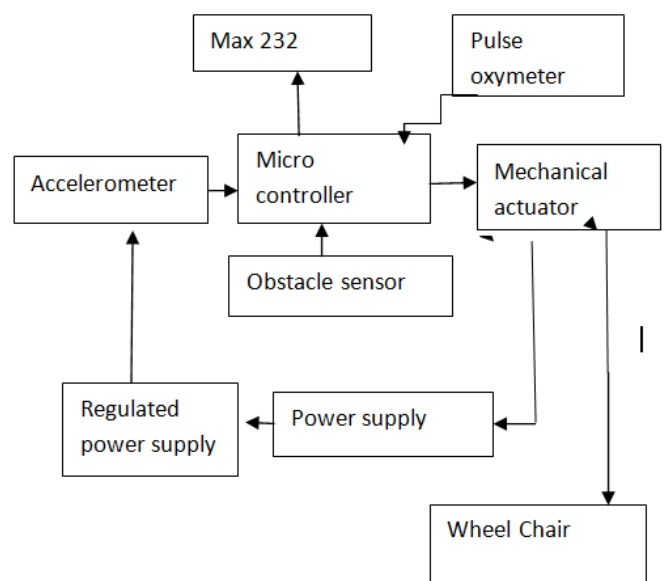 Max 232
Pulse
oxymeter
Micro
controller
Accelerometer
Mechanical
actuator
Obstacle sensor
Regulated
power supply
Power supply
Wheel Chair